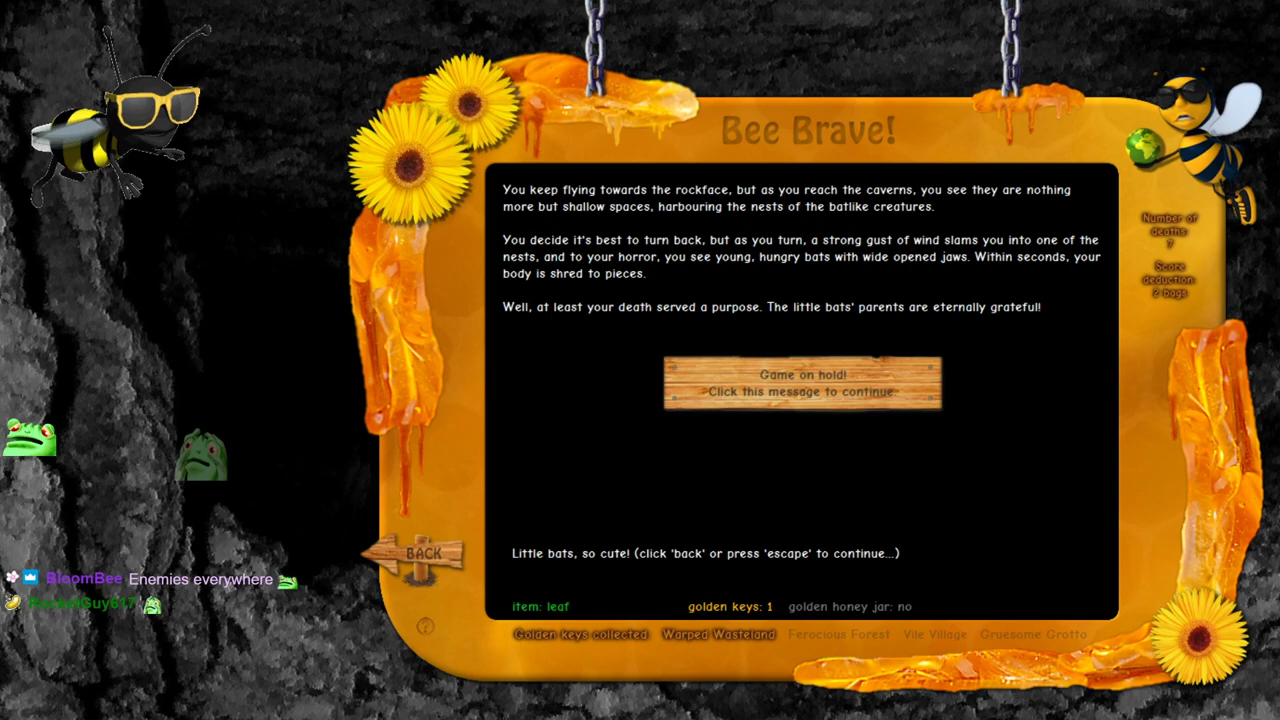 Bee Brave!
You keep flying towards the rockface, but as you reach the caverns, you see they are nothing
more but shallow spaces, harbouring the nests of the batlike creatures.
You decide it's best to turn back, but as you turn, a strong gust of wind slams you into one of the
nests, and to your horror, you see young, hungry bats with wide opened jaws. Within seconds, your
body is shred to pieces.
Well, at least your death served a purpose. The little bats' parents are eternally grateful!
Number of
deaths:
7
Score
deduction:
2 bags
Game on hold!
Click this message to continue.
BACK
Little bats, so cute! (click 'back' or press 'escape' to continue...)
BloomBee Enemies everywhere
RocketGuy617
item: leaf golden keys: 1 golden honey jar: no
?
Golden keys collected Warped Wasteland Ferocious Forest Vile Village Gruesome Grotto